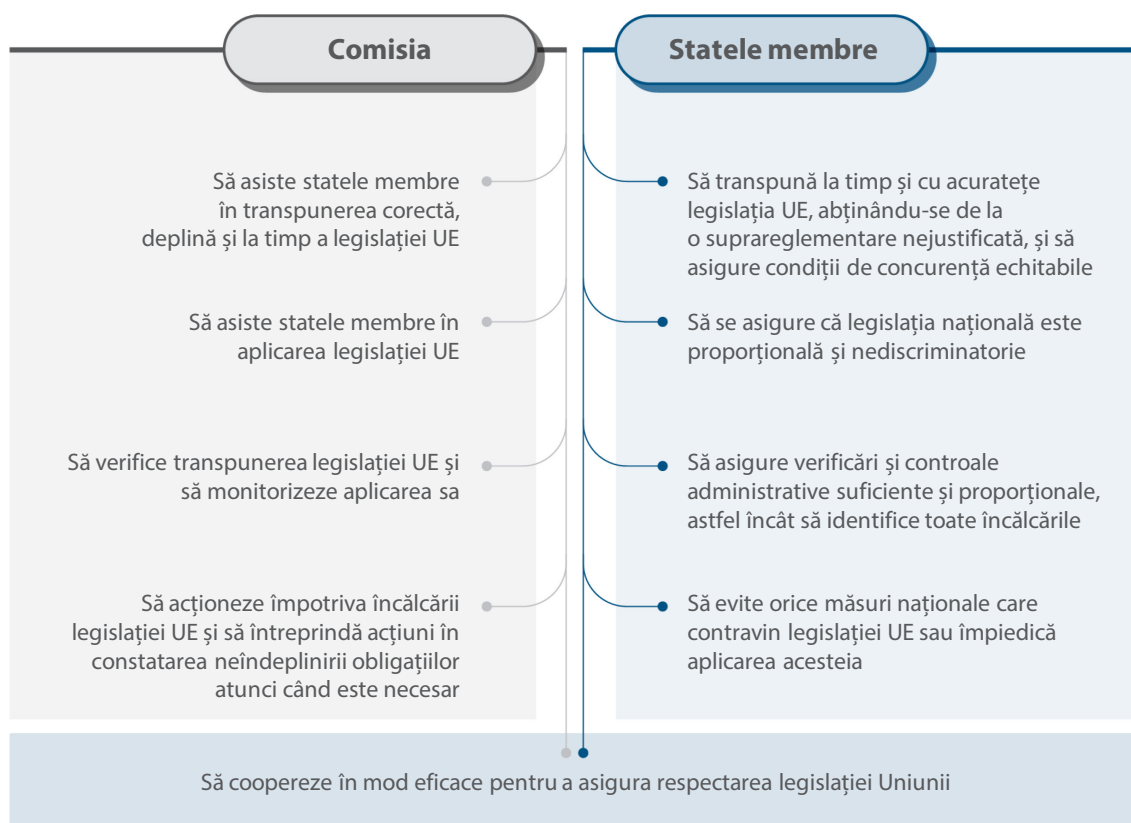 Comisia
Să asiste statele membre
în transpunerea corectă,
deplină și la timp a legislației UE
Să asiste statele membre în
aplicarea legislației UE
Să verifice transpunerea legislației UE și
să monitorizeze aplicarea sa
Să acționeze împotriva încălcării
legislației UE și să întreprindă acțiuni în
constatarea neîndeplinirii obligațiilor
atunci când este necesar
Statele membre
Să transpună la timp și cu acuratețe
legislația UE, abținându-se de la
o suprareglementare nejustificată, și să
asigure condiții de concurență echitabile
Să se asigure că legislația națională este
proporțională și nediscriminatorie
Să asigure verificări și controale
administrative suficiente și proporționale,
astfel încât să identifice toate încălcările
Să evite orice măsuri naționale care
contravin legislației UE sau împiedică
aplicarea acesteia
Să coopereze în mod eficace pentru a asigura respectarea legislației Uniunii